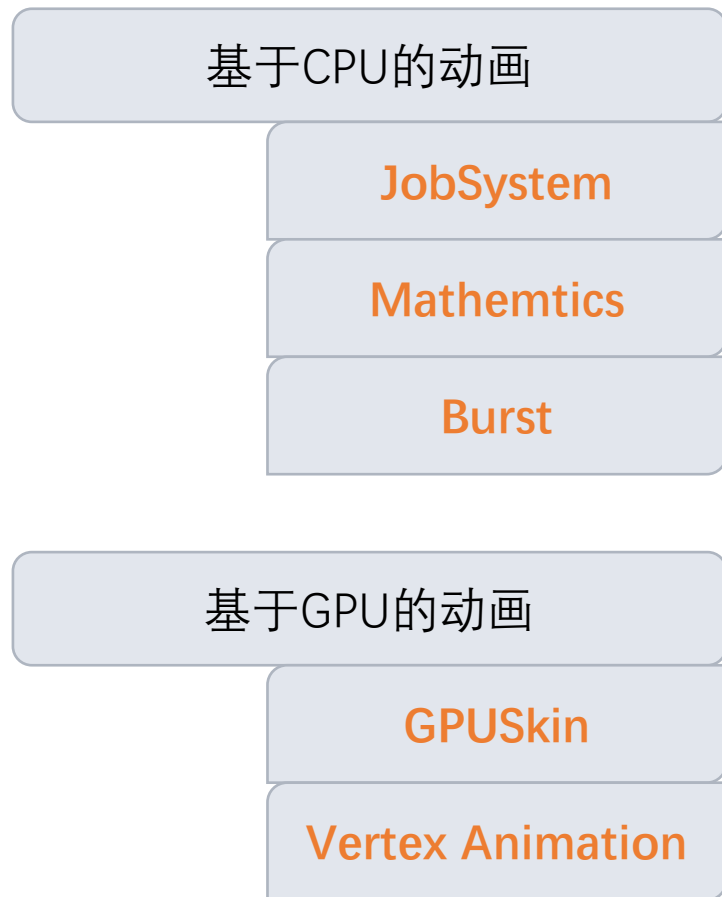 基于CPU的动画
JobSystem
Mathemtics
Burst
基于GPU的动画
GPUSkin
Vertex Animation